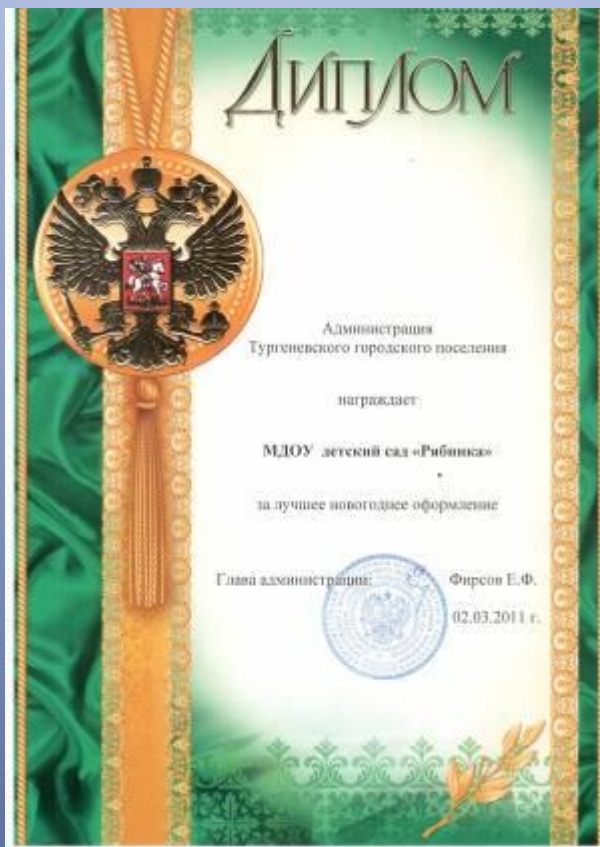 Диплом
Администрация
Тургеневского городского поселения
награждает
МДОУ детский сад «Рябинка»
за лучшее новогоднее оформление
Глава администрации:
Фирсов Е.Ф.
02.03.2011 г.